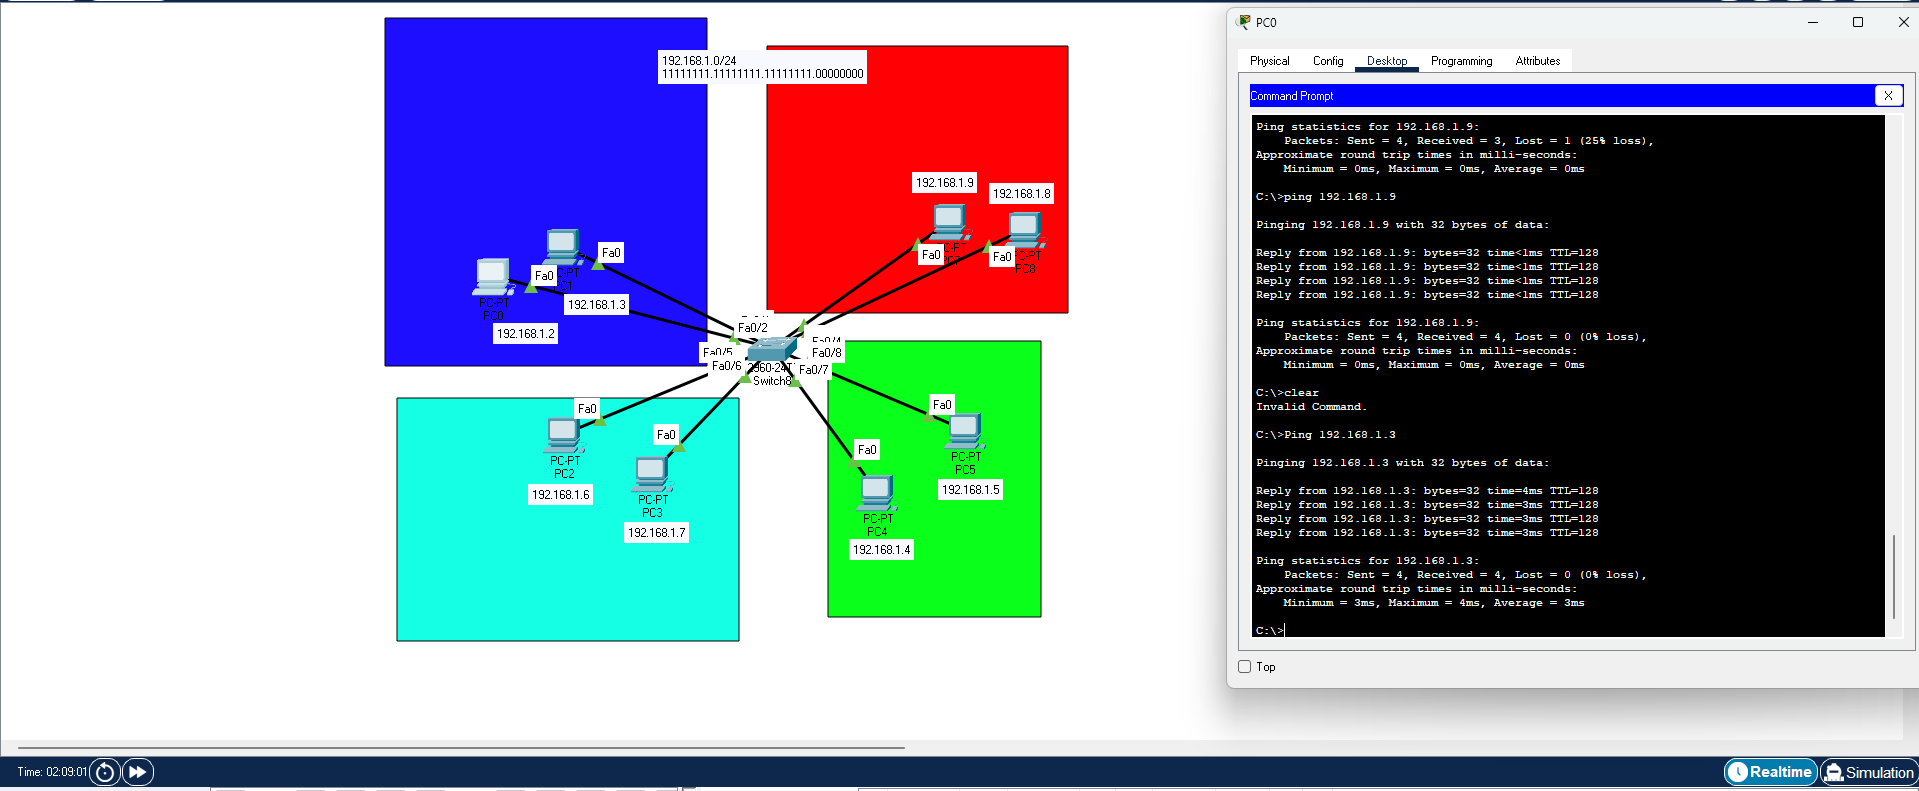 192.168.1.0/24
11111111.11111111.11111111.00000000
192.168.1.9
192.168.1.8
Fa0
Fa0
PC8
Fa0
Fa0
PC-PT
PC0
192.168.1.3
192.168.1.2
Fa0/2
Fa0/5
Fa0/8
Fa0/6
Fa0/7
Switch8
Fa0
PC-PT
PC2
192.168.1.6
Fa0
PC-PT
PC3
192.168.1.7
Fa0
PC-PT
PC5
192.168.1.5
Fa0
PC-PT
PC4
192.168.1.4
PC0
Physical Config Desktop Programming Attributes
Command Prompt
X
Ping statistics for 192.168.1.9:
Packets: Sent = 4, Received = 3, Lost = 1 (25% loss),
Approximate round trip times in milli-seconds:
Minimum = 0ms, Maximum = 0ms, Average = 0ms
C:\>ping 192.168.1.9
Pinging 192.168.1.9 with 32 bytes of data:
Reply from 192.168.1.9: bytes=32 time<1ms TTL=128
Reply from 192.168.1.9: bytes=32 time<1ms TTL=128
Reply from 192.168.1.9: bytes=32 time<1ms TTL=128
Reply from 192.168.1.9: bytes=32 time<1ms TTL=128
Ping statistics for 192.168.1.9:
Packets: Sent = 4, Received = 4, Lost = 0 (0% loss),
Approximate round trip times in milli-seconds:
Minimum = 0ms, Maximum = 0ms, Average = 0ms
C:\>clear
Invalid Command.
C:\>Ping 192.168.1.3
Pinging 192.168.1.3 with 32 bytes of data:
Reply from 192.168.1.3: bytes=32 time=4ms TTL=128
Reply from 192.168.1.3: bytes=32 time=3ms TTL=128
Reply from 192.168.1.3: bytes=32 time=3ms TTL=128
Reply from 192.168.1.3: bytes=32 time=3ms TTL=128
Ping statistics for 192.168.1.3:
Packets: Sent = 4, Received = 4, Lost = 0 (0% loss),
Approximate round trip times in milli-seconds:
Minimum = 3ms, Maximum = 4ms, Average = 3ms
C:\>
Top
Time: 02:09:01
Realtime
Simulation